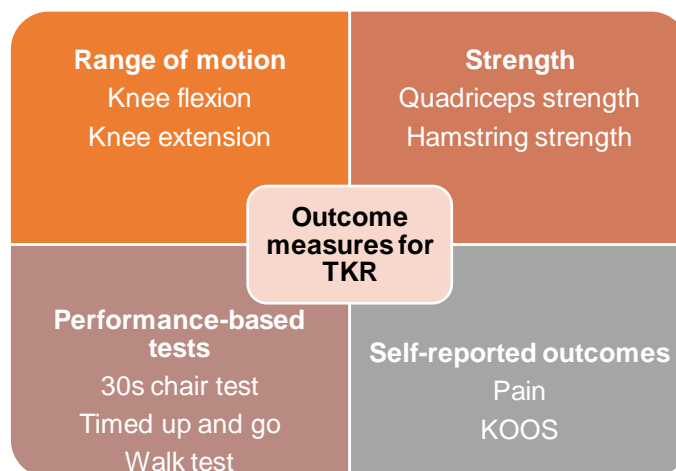 Range of motion
Knee flexion
Knee extension
Strength
Quadriceps strength
Hamstring strength
Outcome
measures for
TKR
Performance-based
tests
30s chair test
Timed up and go
Walk test
Self-reported outcomes
Pain
KOOS